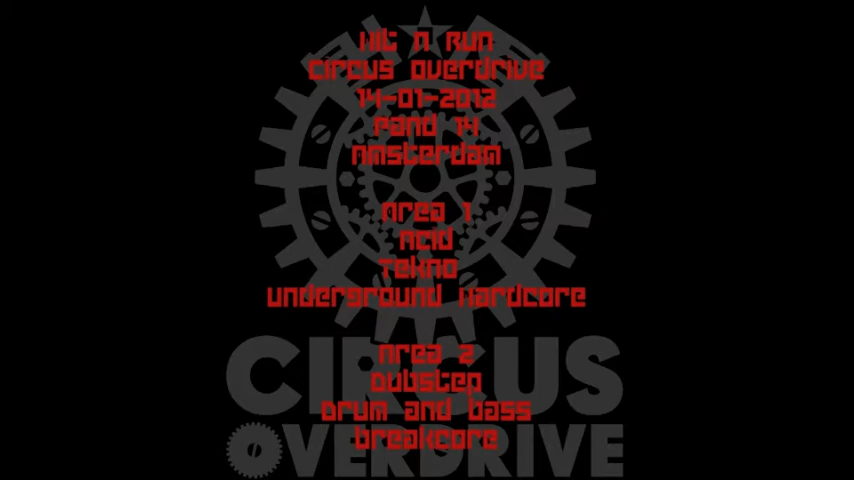 Hit n Run
Circus Overdrive
14-01-2012
Pand 14
Amsterdam
Area 1
Acid
Tekno
Underground Hardcore
Area 2
Dubstep
Drum and bass
breakcore
CIRCUS
OVERDRIVE